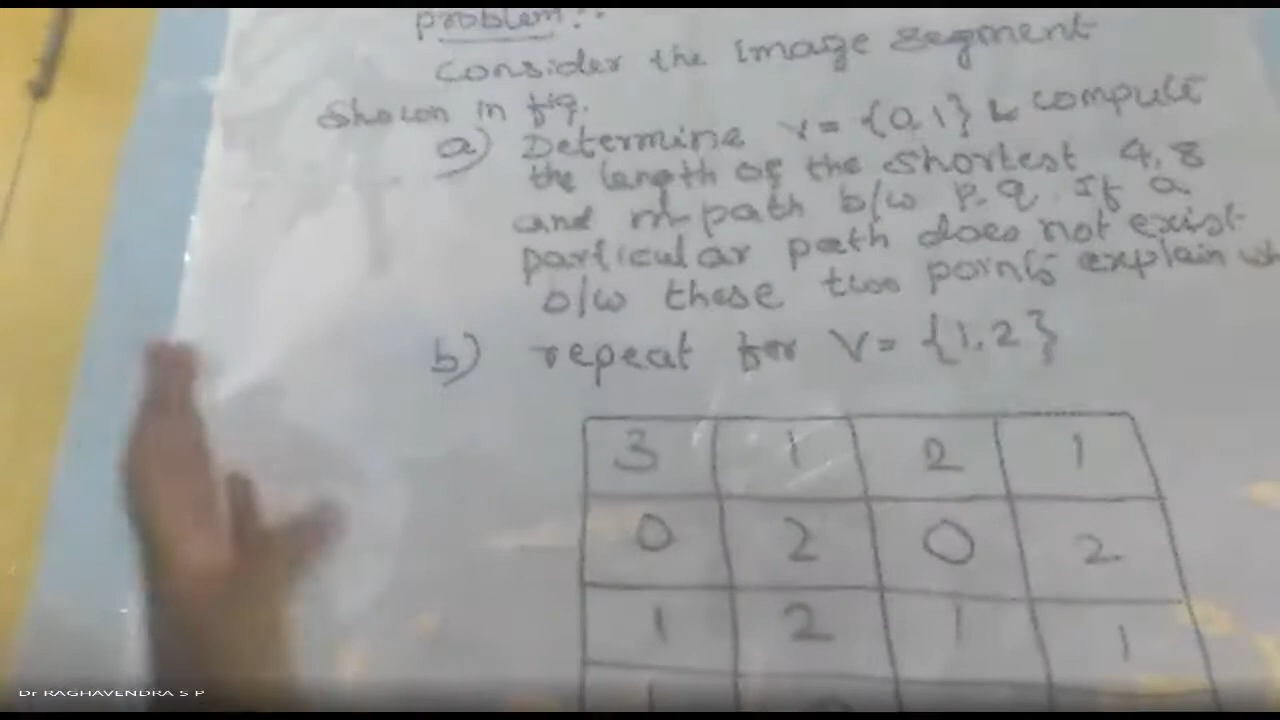 problem:-
consider the image segment
shown in fig.
a) Determine V = {0,1} & compute
the length of the shortest 4, 8
and m-path b/w p, q. If a
particular path does not exist
b/w these two points explain
b) repeat for V = {1, 2}
3 1 2 1
0 2 0 2
1 2 1 1
Dr RAGHAVENDRA S P